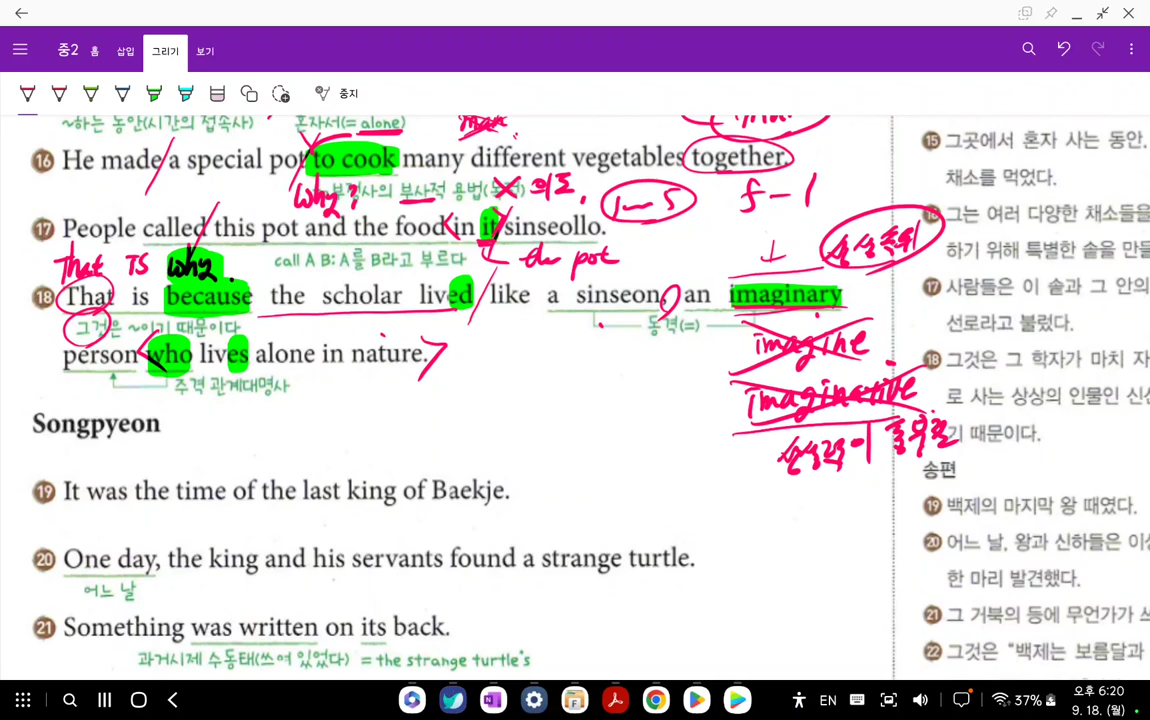 중2 홈 삽입 그리기 보기
중지
~하는 동안(시간의 접속사) 혼자서(= alone)
16 He made a special pot to cook many different vegetables together.
why? 부정사의 부사적 용법(목적) 의도
1-5 f-1
17 People called this pot and the food in it sinseollo.
call A B: A를 B라고 부르다 the pot
That is why.
18 That is because the scholar lived like a sinseon, an imaginary
그것은 ~이기 때문이다 동격(=)
imagine
person who lives alone in nature.
주격 관계대명사
imaginative
상상력이 풍부한
Songpyeon
19 It was the time of the last king of Baekje.
20 One day, the king and his servants found a strange turtle.
어느 날
21 Something was written on its back.
과거시제 수동태(쓰여 있었다) = the strange turtle's
15 그곳에서 혼자 사는 동안,
채소를 먹었다.
16 그는 여러 다양한 채소들을
하기 위해 특별한 솥을 만들
17 사람들은 이 솥과 그 안의
선로라고 불렀다.
18 그것은 그 학자가 마치 자
로 사는 상상의 인물인 신선
기 때문이다.
송편
19 백제의 마지막 왕 때였다.
20 어느 날, 왕과 신하들은 이상
한 마리 발견했다.
21 그 거북의 등에 무언가가 쓰
22 그것은 "백제는 보름달과
EN 37% 오후 6:20
9. 18. (월)